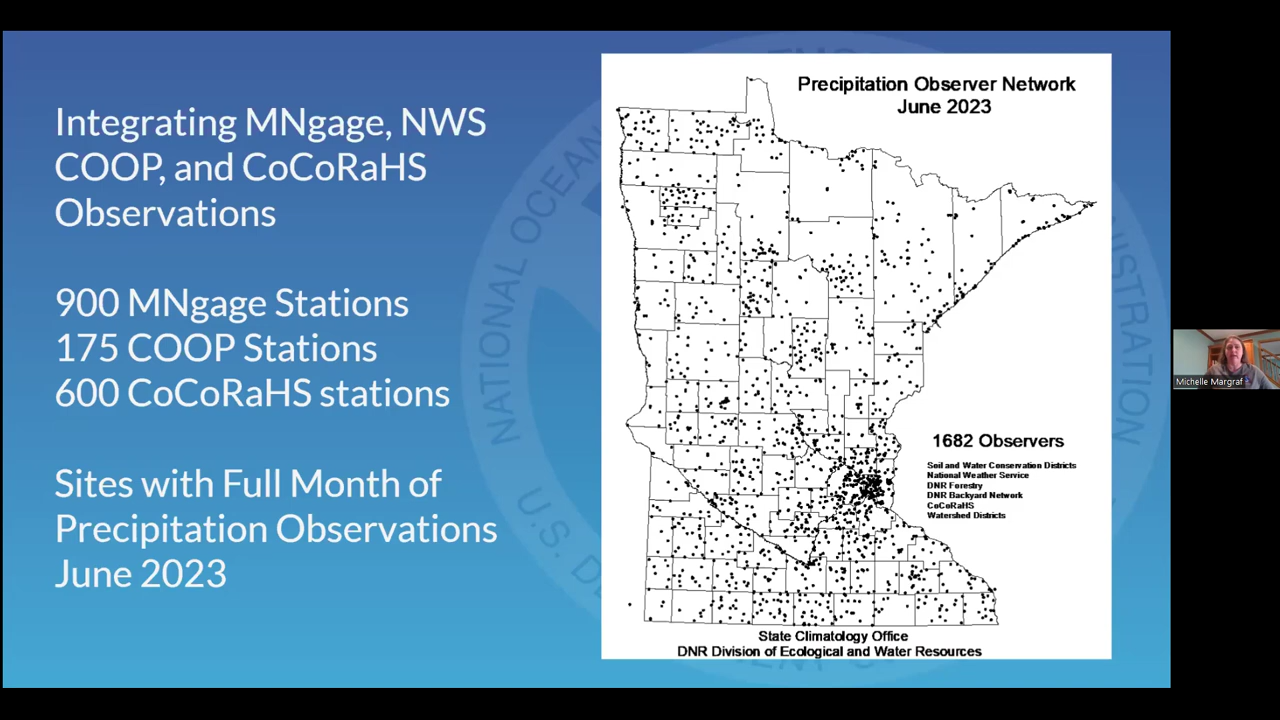 Integrating MNgage, NWS
COOP, and CoCoRaHS
Observations
900 MNgage Stations
175 COOP Stations
600 CoCoRaHS stations
Sites with Full Month of
Precipitation Observations
June 2023
Precipitation Observer Network
June 2023
1682 Observers
Soil and Water Conservation Districts
National Weather Service
DNR Forestry
DNR Backyard Network
CoCoRaHS
Watershed Districts
State Climatology Office
DNR Division of Ecological and Water Resources
NATIONAL OCEAN
U.S. D
Michelle Margraf